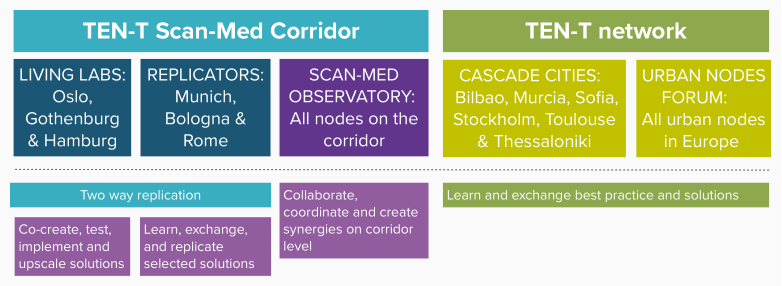 TEN-T Scan-Med Corridor
TEN-T network
LIVING LABS:
Oslo,
Gothenburg
& Hamburg
REPLICATORS:
Munich,
Bologna &
Rome
SCAN-MED
OBSERVATORY:
All nodes on the
corridor
CASCADE CITIES:
Bilbao, Murcia, Sofia,
Stockholm, Toulouse
& Thessaloniki
URBAN NODES
FORUM:
All urban nodes
in Europe
Two way replication
Co-create, test,
implement and
upscale solutions
Learn, exchange,
and replicate
selected solutions
Collaborate,
coordinate and create
synergies on corridor
level
Learn and exchange best practice and solutions